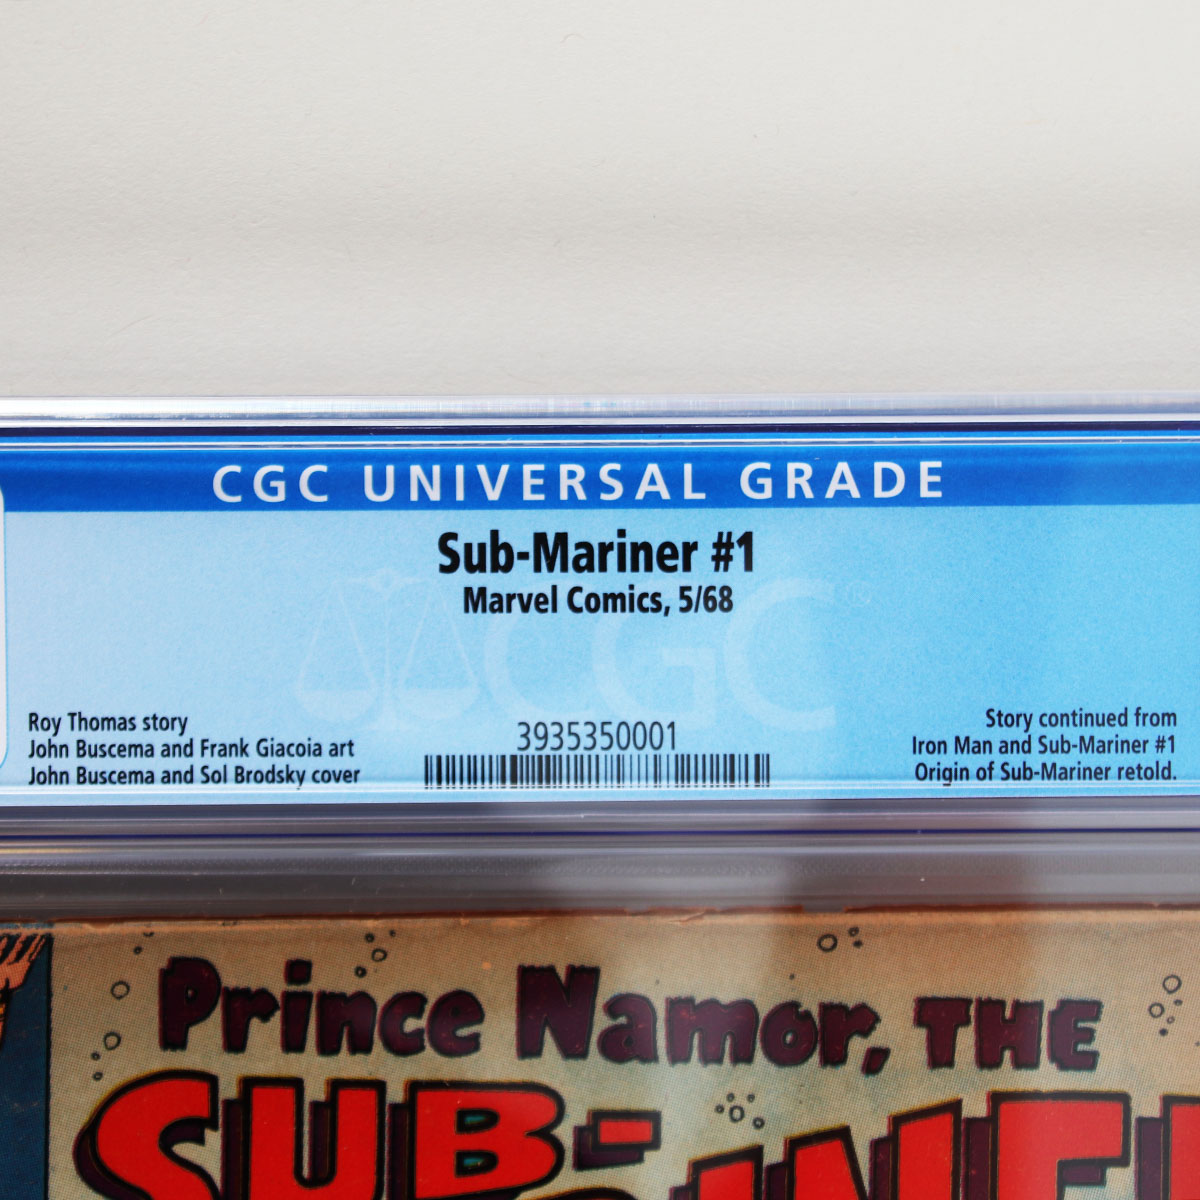 CGC UNIVERSAL GRADE
Sub-Mariner #1
Marvel Comics, 5/68
CGC®
Roy Thomas story
John Buscema and Frank Giacoia art
John Buscema and Sol Brodsky cover
3935350001
Story continued from
Iron Man and Sub-Mariner #1
Origin of Sub-Mariner retold.
Prince Namor, THE
SUB-